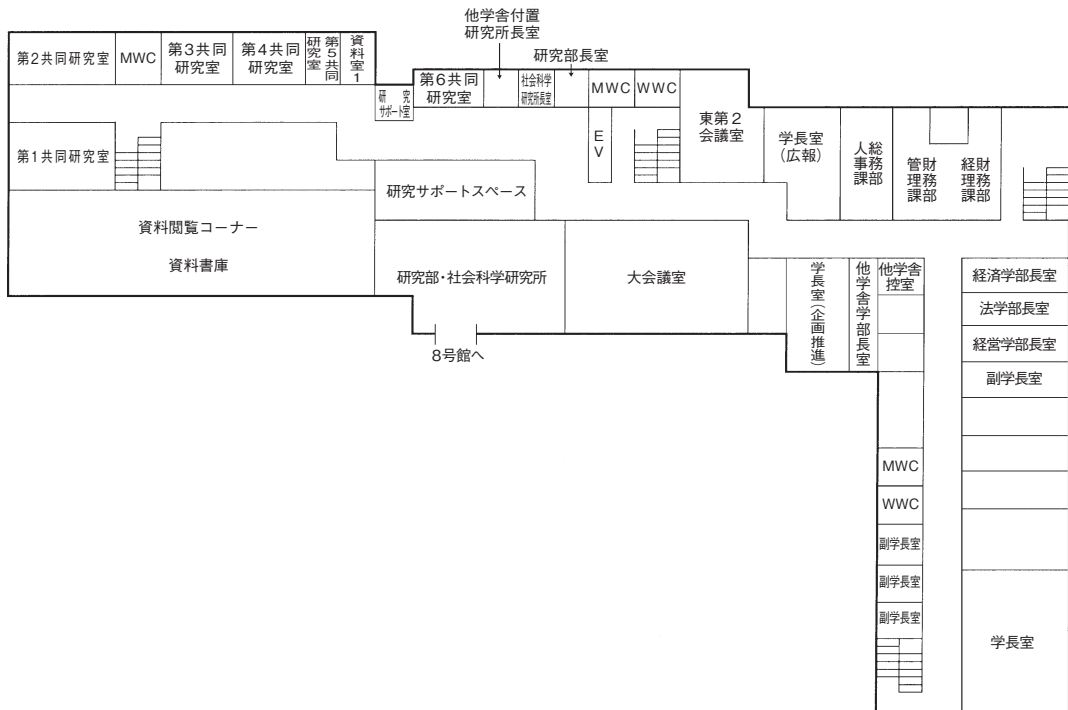 他学舎付置
研究所長室
研究部長室
第2共同研究室
MWC
第3共同
研究室
第4共同
研究室
第5共同
研究室
資料室1
研究
サポート室
第6共同
研究室
社会科学
研究所長室
MWC
WWC
東第2
会議室
EV
学長室
(広報)
総務部
人事課
財務部
管理課
財務部
経理課
第1共同研究室
研究サポートスペース
資料閲覧コーナー
資料書庫
研究部・社会科学研究所
大会議室
学長室(企画推進)
他学舎学部長室
他学舎
控室
経済学部長室
法学部長室
経営学部長室
副学長室
8号館へ
MWC
WWC
副学長室
副学長室
副学長室
学長室